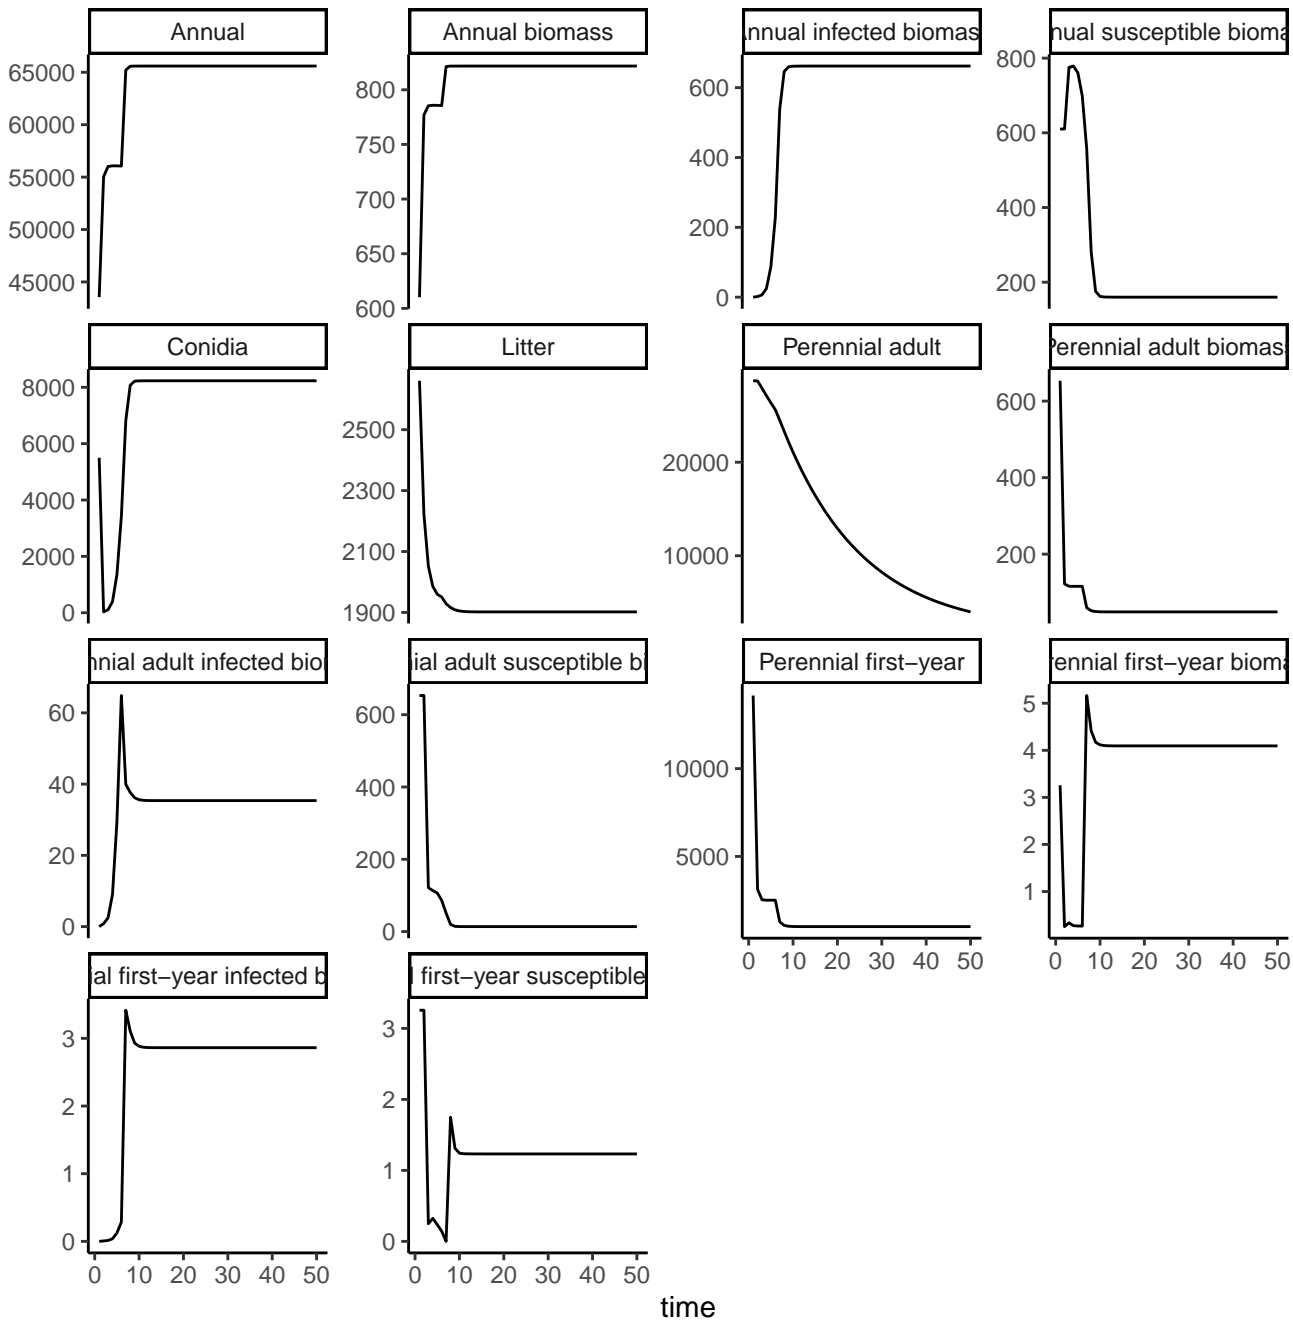 Annual
Annual biomass
Annual infected biomas
nual susceptible bioma
65000
60000
55000
50000
45000
800
750
700
650
600
600
400
200
0
800
600
400
200
Conidia
Litter
Perennial adult
Perennial adult biomas
8000
6000
4000
2000
0
2500
2300
2100
1900
20000
10000
600
400
200
nnial adult infected bio
ial adult susceptible bi
Perennial first−year
rennial first−year bioma
60
40
20
0
600
400
200
0
10000
5000
5
4
3
2
1
0 10 20 30 40 50
0 10 20 30 40 50
ial first−year infected b
l first−year susceptible
3
2
1
0
3
2
1
0
0 10 20 30 40 50
0 10 20 30 40 50
time